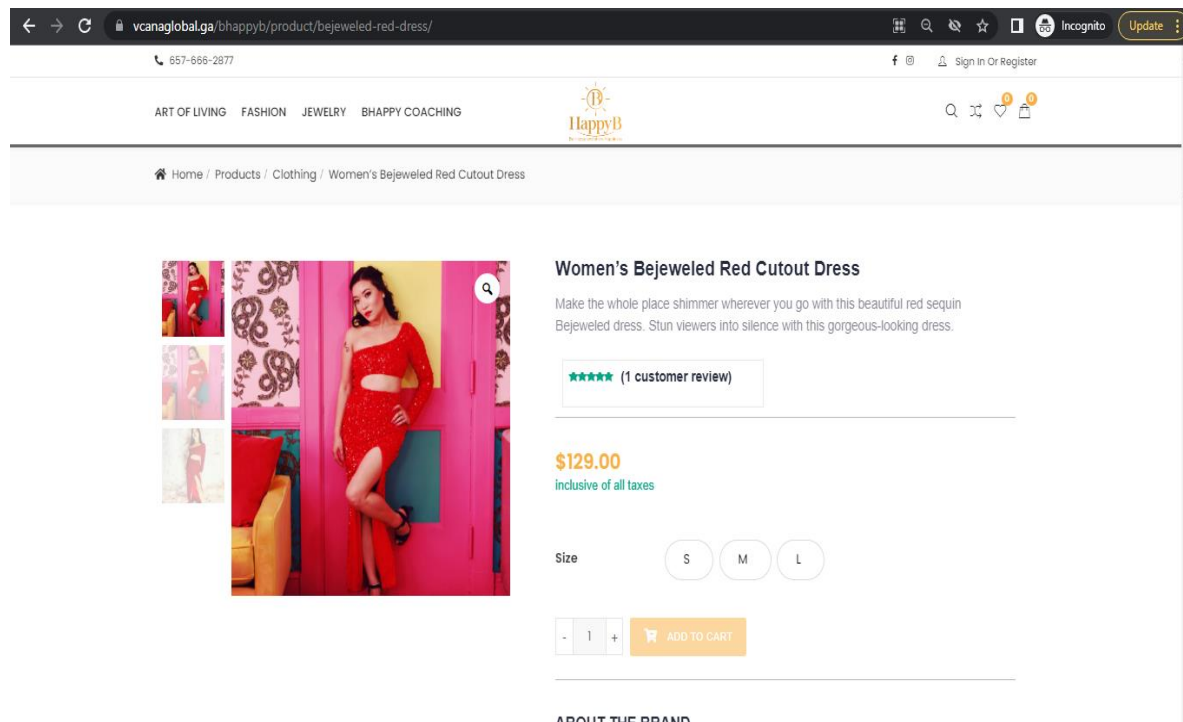 vcanaglobal.ga/bhappyb/product/bejeweled-red-dress/
Incognito
Update
657-666-2877
Sign In Or Register
ART OF LIVING FASHION JEWELRY BHAPPY COACHING
B
HappyB
0 0
Home / Products / Clothing / Women's Bejeweled Red Cutout Dress
Women's Bejeweled Red Cutout Dress
Make the whole place shimmer wherever you go with this beautiful red sequin
Bejeweled dress. Stun viewers into silence with this gorgeous-looking dress.
(1 customer review)
$129.00
inclusive of all taxes
Size S M L
- 1 + ADD TO CART
ABOUT THE BRAND